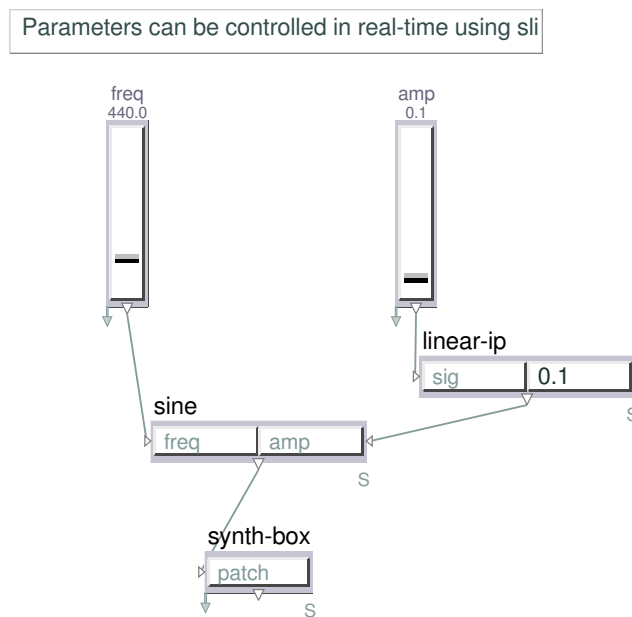 Parameters can be controlled in real-time using sli
freq
440.0
amp
0.1
linear-ip
sig 0.1
S
sine
freq amp
S
synth-box
patch
S